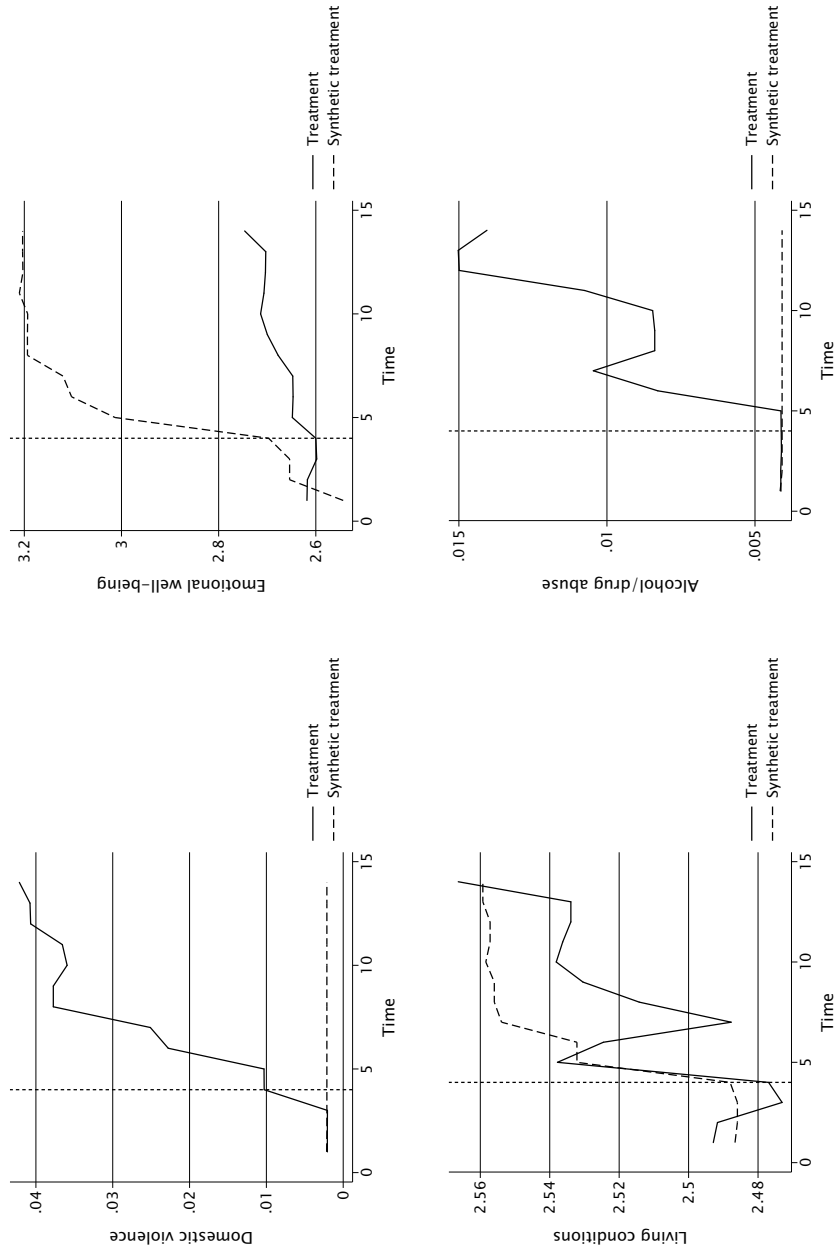 Domestic violence
.04
.03
.02
.01
0
0
5
10
15
Time
Treatment
Synthetic treatment
Emotional well–being
3.2
3
2.8
2.6
0
5
10
15
Time
Treatment
Synthetic treatment
Living conditions
2.56
2.54
2.52
2.5
2.48
0
5
10
15
Time
Treatment
Synthetic treatment
Alcohol/drug abuse
.015
.01
.005
0
5
10
15
Time
Treatment
Synthetic treatment